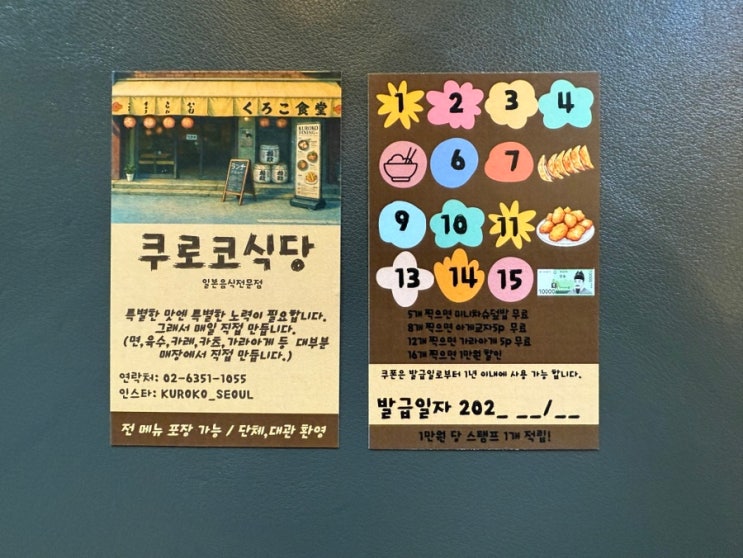 くろこ食堂
KUROKO
쿠로코식당
일본음식전문점
특별한 맛에 특별한 노력이 필요합니다.
그래서 매일 직접 만듭니다.
(면,육수,카레,카츠,가라아게 등 대부분
매장에서 직접 만듭니다.)
연락처: 02-6351-1055
인스타: KUROKO_SEOUL
전 메뉴 포장 가능 / 단체,대관 환영
1 2 3 4
6 7
9 10 11
13 14 15
10000
5개 찍으면 미니차슈덮밥 무료
8개 찍으면 야게교자5p 무료
12개 찍으면 가라아게 5p 무료
16개 찍으면 1만원 할인
쿠폰은 발급일로부터 1년 이내에 사용 가능 합니다.
발급일자 202_ __/__
1만원 당 스탬프 1개 적립!